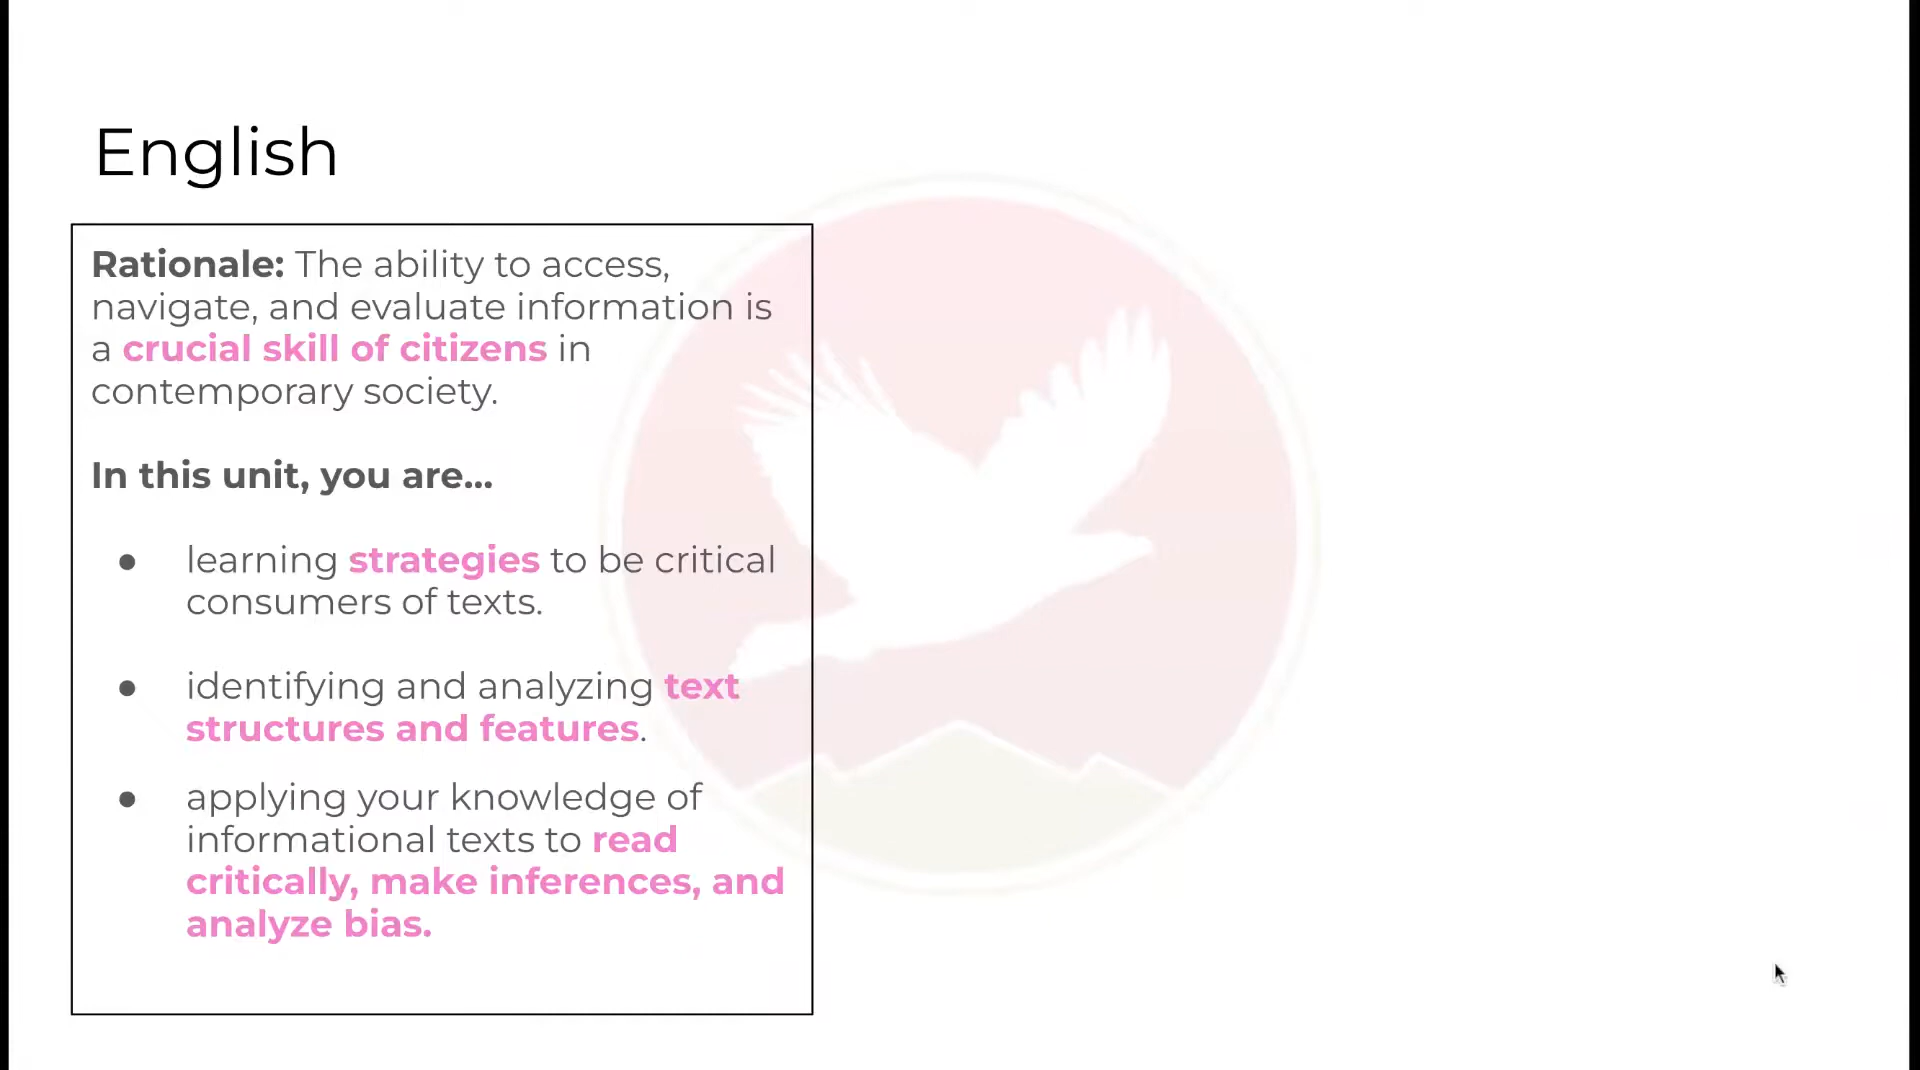 English
Rationale: The ability to access,
navigate, and evaluate information is
a crucial skill of citizens in
contemporary society.
In this unit, you are...
● learning strategies to be critical
consumers of texts.
● identifying and analyzing text
structures and features.
● applying your knowledge of
informational texts to read
critically, make inferences, and
analyze bias.